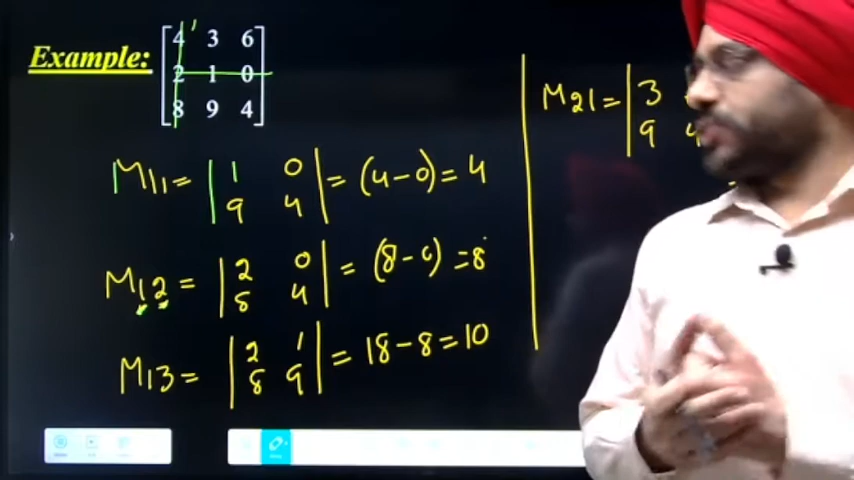 Example:
4 3 6
2 1 0
8 9 4
M11 = | 1 0 | = (4 - 0) = 4
| 9 4 |
M12 = | 2 0 | = (8 - 0) = 8
| 8 4 |
M13 = | 2 1 | = 18 - 8 = 10
| 8 9 |
M21 = | 3
| 9 4